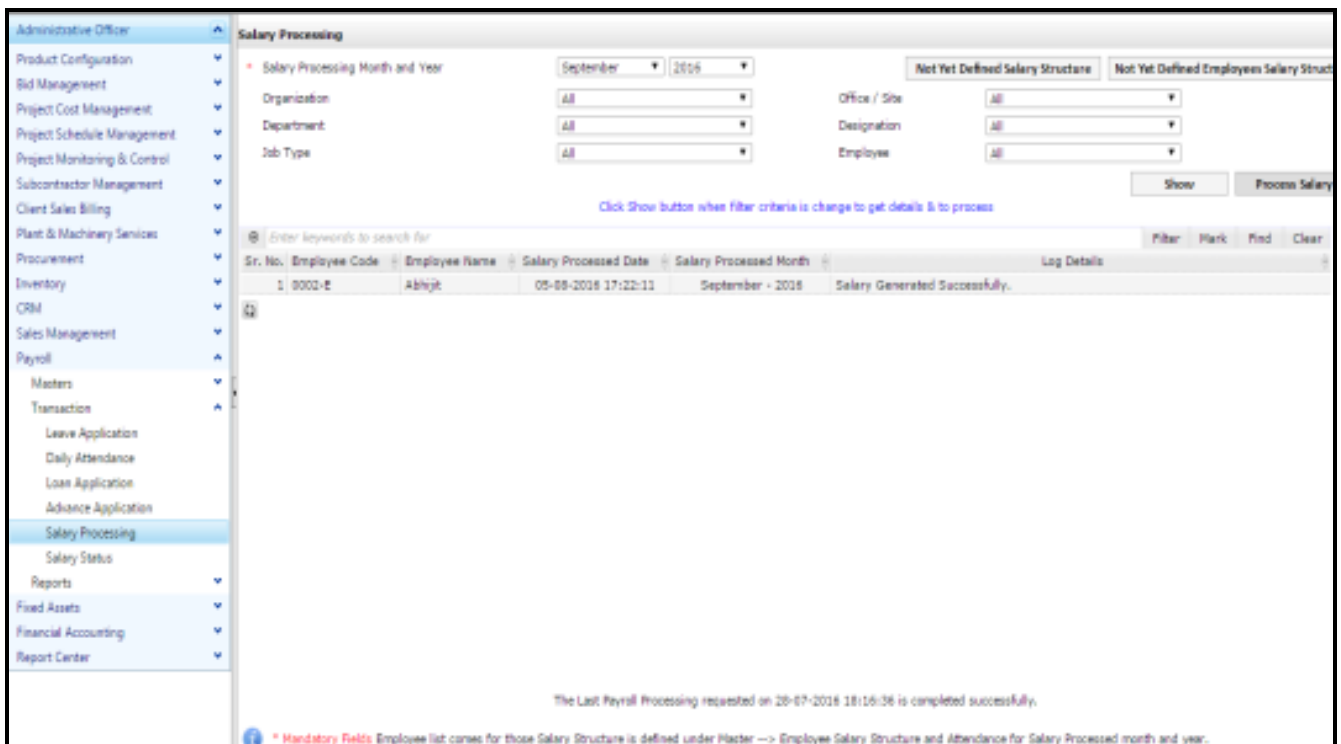 Administrative Officer
Product Configuration
Bid Management
Project Cost Management
Project Schedule Management
Project Monitoring & Control
Subcontractor Management
Client Sales Billing
Plant & Machinery Services
Procurement
Inventory
CRM
Sales Management
Payroll
Masters
Transaction
Leave Application
Daily Attendance
Loan Application
Advance Application
Salary Processing
Salary Status
Reports
Fixed Assets
Financial Accounting
Report Center
Salary Processing
* Salary Processing Month and Year September 2016 Not Yet Defined Salary Structure Not Yet Defined Employees Salary Struct
Organization All Office / Site All
Department All Designation All
Job Type All Employee All
Show Process Salary
Click Show button when filter criteria is change to get details & to process
Enter keywords to search for Filter Mark Find Clear
Sr. No. Employee Code Employee Name Salary Processed Date Salary Processed Month Log Details
1 0002-E Abhijit 05-08-2016 17:22:11 September - 2016 Salary Generated Successfully.
The Last Payroll Processing requested on 28-07-2016 18:16:36 is completed successfully.
* Mandatory Fields Employee list comes for those Salary Structure is defined under Master --> Employee Salary Structure and Attendance for Salary Processed month and year.